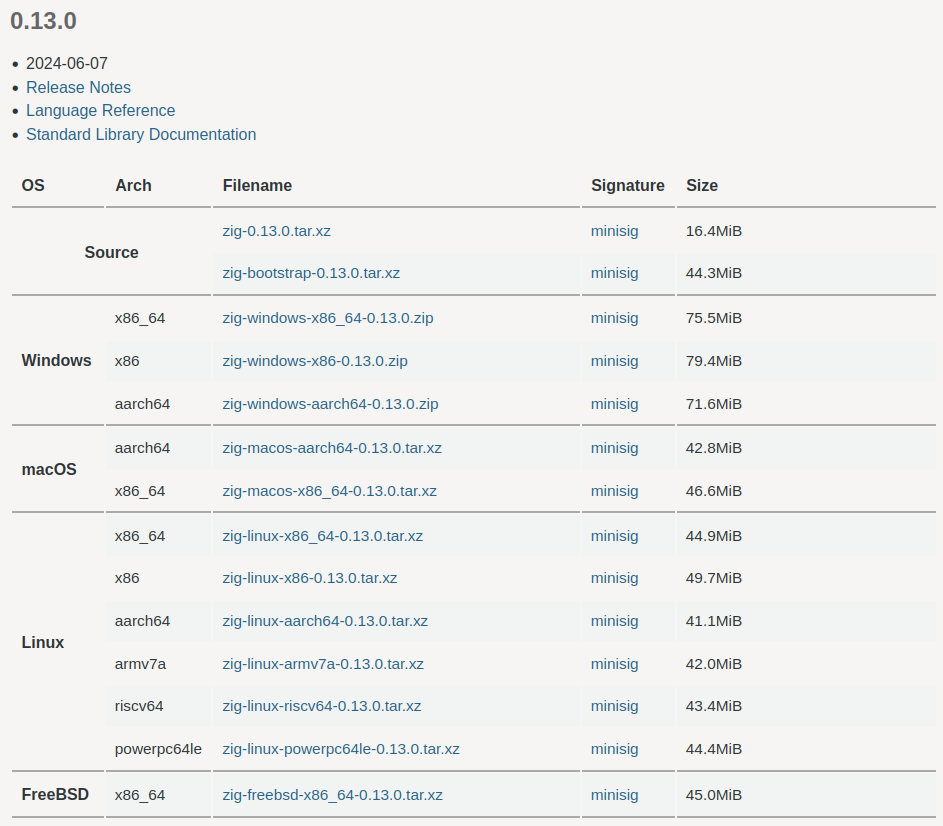 0.13.0
• 2024-06-07
• Release Notes
• Language Reference
• Standard Library Documentation
OS Arch Filename Signature Size
Source
zig-0.13.0.tar.xz minisig 16.4MiB
zig-bootstrap-0.13.0.tar.xz minisig 44.3MiB
Windows
x86_64 zig-windows-x86_64-0.13.0.zip minisig 75.5MiB
x86 zig-windows-x86-0.13.0.zip minisig 79.4MiB
aarch64 zig-windows-aarch64-0.13.0.zip minisig 71.6MiB
macOS
aarch64 zig-macos-aarch64-0.13.0.tar.xz minisig 42.8MiB
x86_64 zig-macos-x86_64-0.13.0.tar.xz minisig 46.6MiB
Linux
x86_64 zig-linux-x86_64-0.13.0.tar.xz minisig 44.9MiB
x86 zig-linux-x86-0.13.0.tar.xz minisig 49.7MiB
aarch64 zig-linux-aarch64-0.13.0.tar.xz minisig 41.1MiB
armv7a zig-linux-armv7a-0.13.0.tar.xz minisig 42.0MiB
riscv64 zig-linux-riscv64-0.13.0.tar.xz minisig 43.4MiB
powerpc64le zig-linux-powerpc64le-0.13.0.tar.xz minisig 44.4MiB
FreeBSD x86_64 zig-freebsd-x86_64-0.13.0.tar.xz minisig 45.0MiB